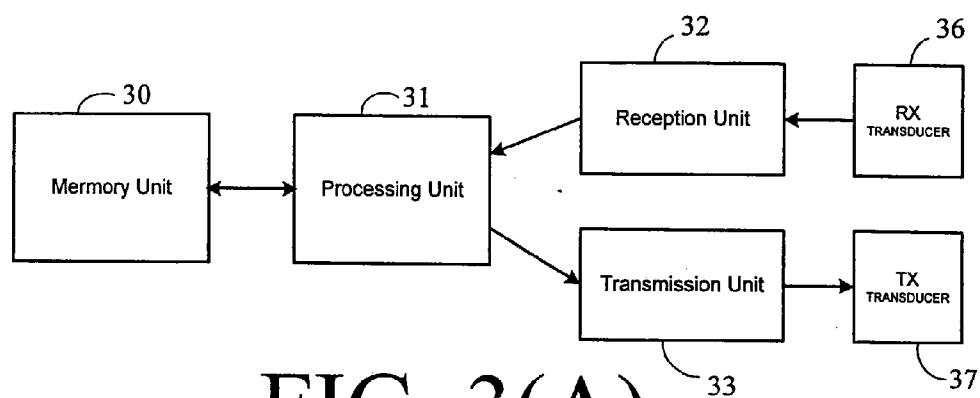 30
Mermory Unit
31
Processing Unit
32
Reception Unit
36
RX
TRANSDUCER
Transmission Unit
33
TX
TRANSDUCER
37
FIG. 3(A)